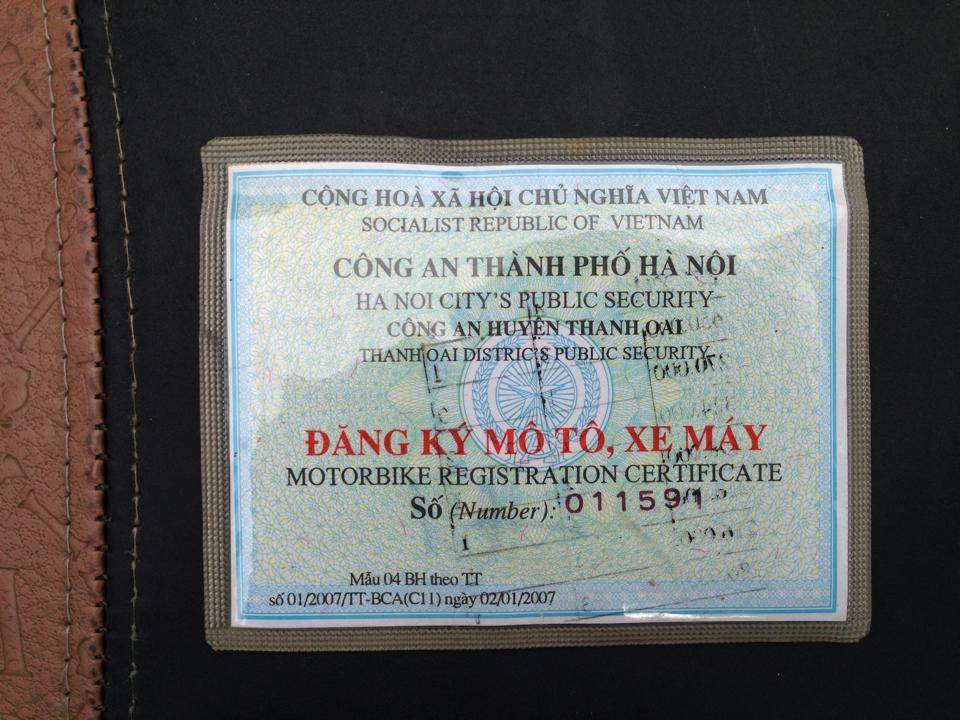 CỘNG HOÀ XÃ HỘI CHỦ NGHĨA VIỆT NAM
SOCIALIST REPUBLIC OF VIETNAM
CÔNG AN THÀNH PHỐ HÀ NỘI
HA NOI CITY'S PUBLIC SECURITY
CÔNG AN HUYỆN THANH OAI
THANH OAI DISTRIC'S PUBLIC SECURITY
ĐĂNG KÝ MÔ TÔ, XE MÁY
MOTORBIKE REGISTRATION CERTIFICATE
Số (Number): 011591
Mẫu 04 BH theo TT
số 01/2007/TT-BCA(C11) ngày 02/01/2007